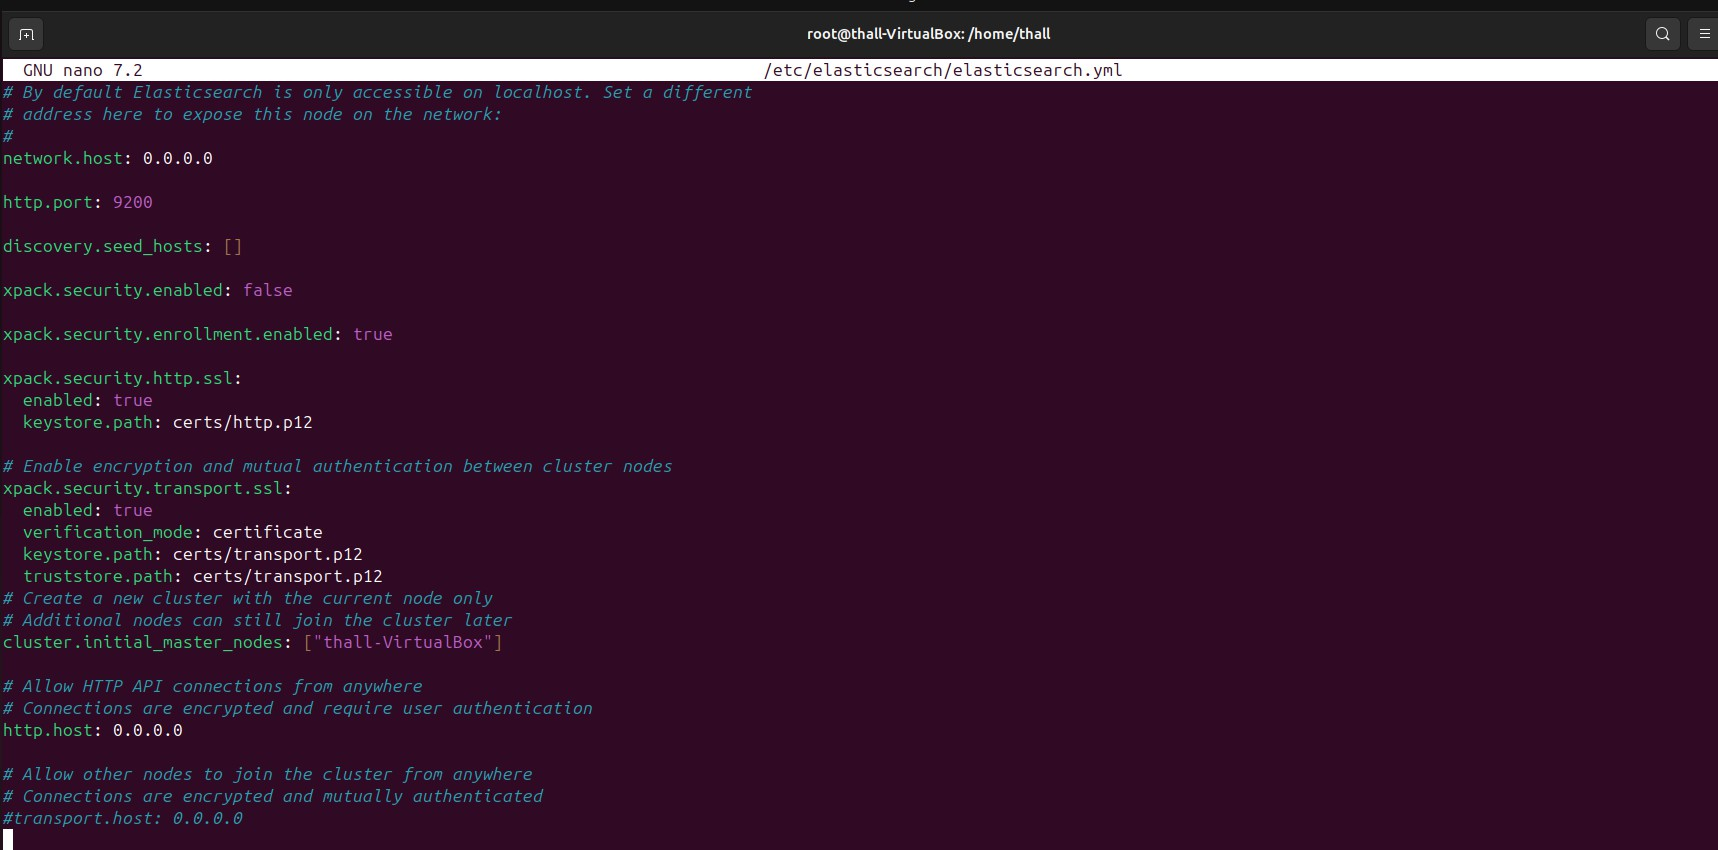 root@thall-VirtualBox: /home/thall
GNU nano 7.2 /etc/elasticsearch/elasticsearch.yml
# By default Elasticsearch is only accessible on localhost. Set a different
# address here to expose this node on the network:
#
network.host: 0.0.0.0
http.port: 9200
discovery.seed_hosts: []
xpack.security.enabled: false
xpack.security.enrollment.enabled: true
xpack.security.http.ssl:
  enabled: true
  keystore.path: certs/http.p12
# Enable encryption and mutual authentication between cluster nodes
xpack.security.transport.ssl:
  enabled: true
  verification_mode: certificate
  keystore.path: certs/transport.p12
  truststore.path: certs/transport.p12
# Create a new cluster with the current node only
# Additional nodes can still join the cluster later
cluster.initial_master_nodes: ["thall-VirtualBox"]
# Allow HTTP API connections from anywhere
# Connections are encrypted and require user authentication
http.host: 0.0.0.0
# Allow other nodes to join the cluster from anywhere
# Connections are encrypted and mutually authenticated
#transport.host: 0.0.0.0